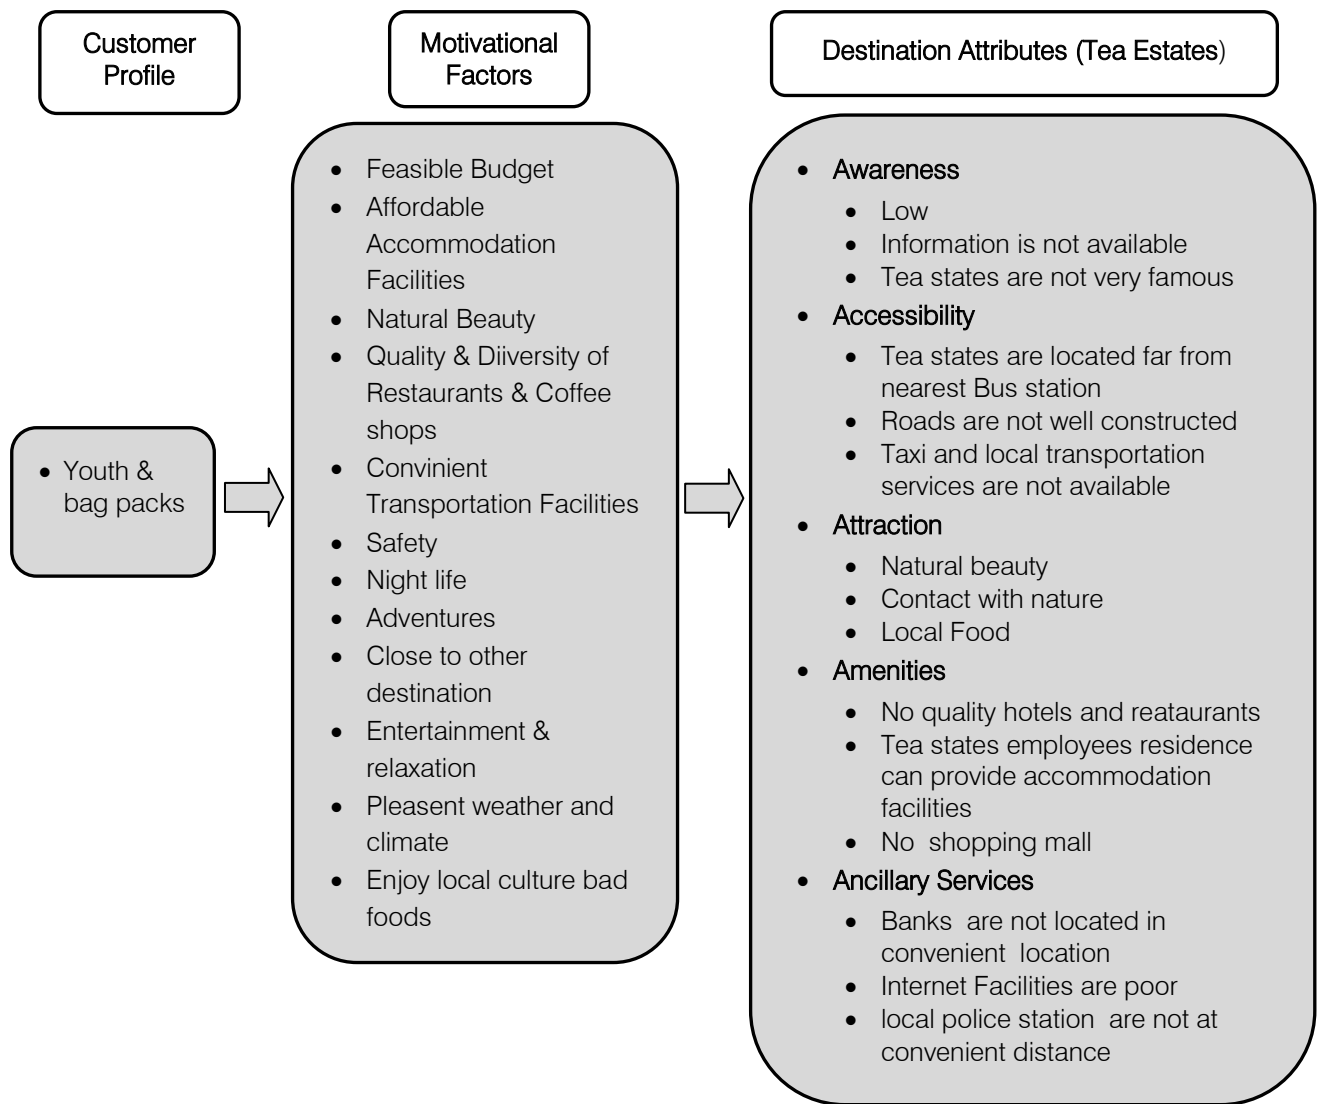 Customer
Profile
Motivational
Factors
Destination Attributes (Tea Estates)
• Youth &
bag packs
• Feasible Budget
• Affordable
Accommodation
Facilities
• Natural Beauty
• Quality & Diiversity of
Restaurants & Coffee
shops
• Convinient
Transportation Facilities
• Safety
• Night life
• Adventures
• Close to other
destination
• Entertainment &
relaxation
• Pleasent weather and
climate
• Enjoy local culture bad
foods
• Awareness
• Low
• Information is not available
• Tea states are not very famous
• Accessibility
• Tea states are located far from
nearest Bus station
• Roads are not well constructed
• Taxi and local transportation
services are not available
• Attraction
• Natural beauty
• Contact with nature
• Local Food
• Amenities
• No quality hotels and reataurants
• Tea states employees residence
can provide accommodation
facilities
• No shopping mall
• Ancillary Services
• Banks are not located in
convenient location
• Internet Facilities are poor
• local police station are not at
convenient distance